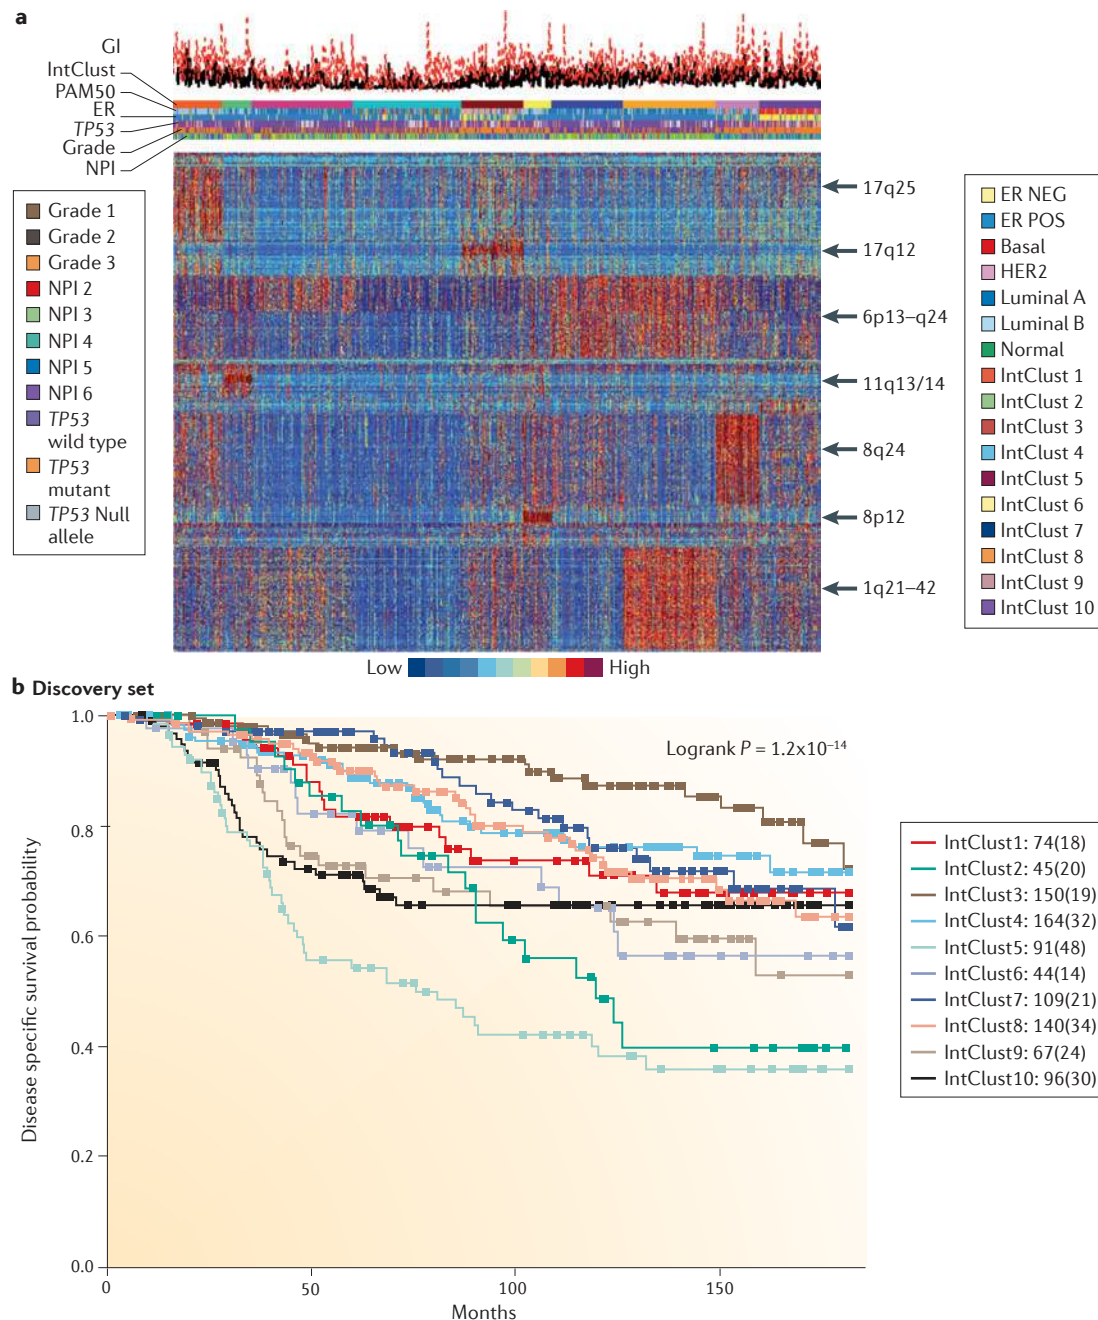 a
GI
IntClust
PAM50
ER
TP53
Grade
NPI
Grade 1
Grade 2
Grade 3
NPI 2
NPI 3
NPI 4
NPI 5
NPI 6
TP53
wild type
TP53
mutant
TP53 Null
allele
17q25
17q12
6p13–q24
11q13/14
8q24
8p12
1q21–42
ER NEG
ER POS
Basal
HER2
Luminal A
Luminal B
Normal
IntClust 1
IntClust 2
IntClust 3
IntClust 4
IntClust 5
IntClust 6
IntClust 7
IntClust 8
IntClust 9
IntClust 10
Low
High
b Discovery set
Logrank P = 1.2x10⁻¹⁴
Disease specific survival probability
1.0
0.8
0.6
0.4
0.2
0.0
0
50
100
150
Months
IntClust1: 74(18)
IntClust2: 45(20)
IntClust3: 150(19)
IntClust4: 164(32)
IntClust5: 91(48)
IntClust6: 44(14)
IntClust7: 109(21)
IntClust8: 140(34)
IntClust9: 67(24)
IntClust10: 96(30)